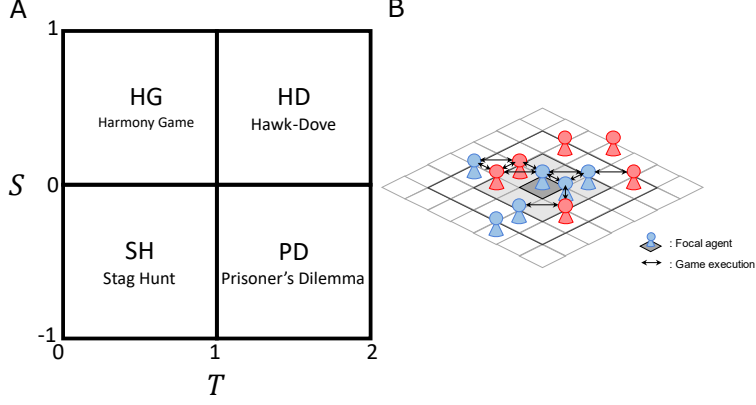 A
B
1
HG
Harmony Game
HD
Hawk-Dove
S
0
SH
Stag Hunt
PD
Prisoner's Dilemma
-1
0
1
2
T
: Focal agent
: Game execution